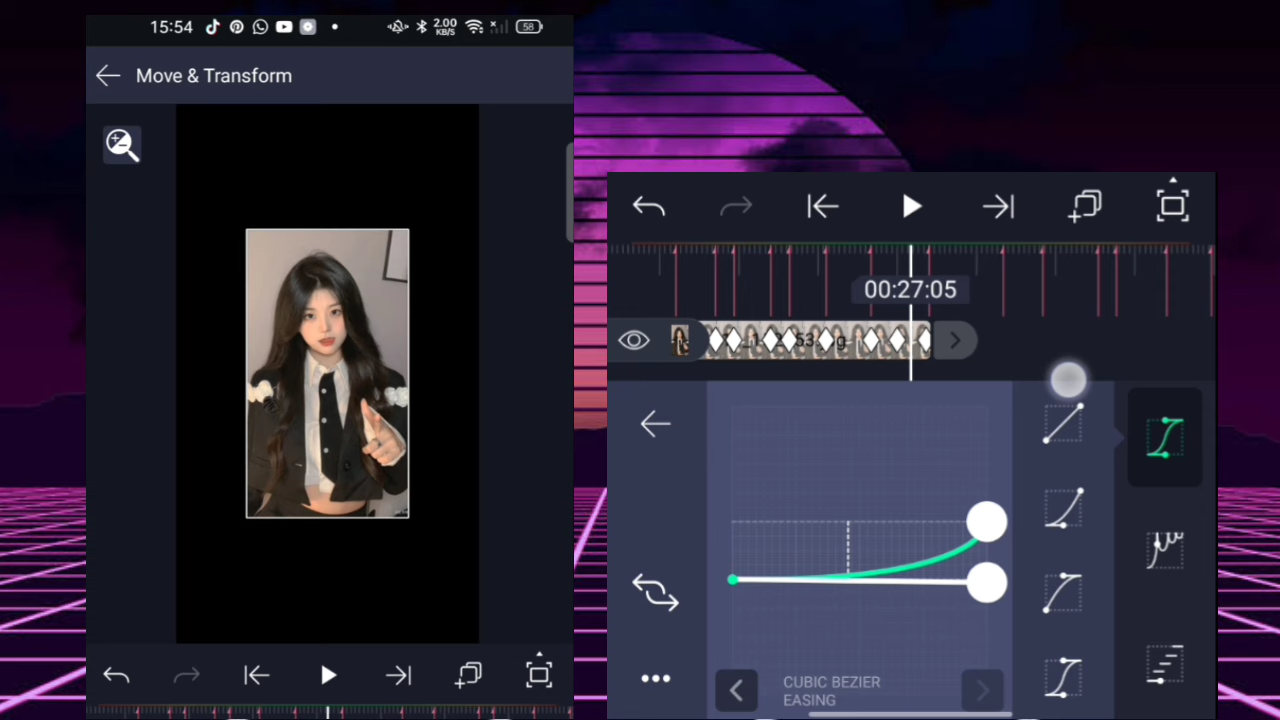 15:54
2.00
KB/S
58
Move & Transform
00:27:05
CUBIC BEZIER
EASING